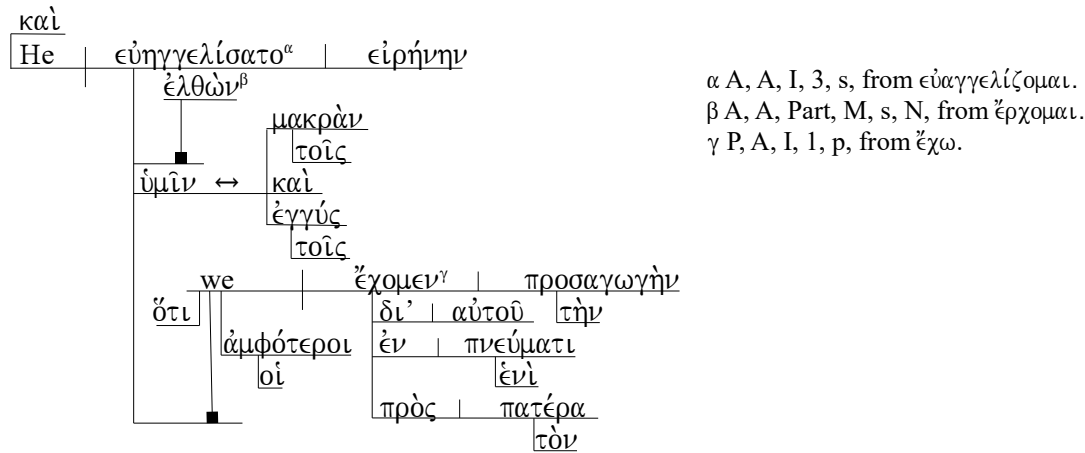 καὶ
He εὐηγγελίσατοᵅ εἰρήνην
ἐλθὼνᵝ
μακρὰν
τοῖς
ὑμῖν ↔ καὶ
ἐγγύς
τοῖς
we ἔχομενᵞ προσαγωγὴν
ὅτι δι’ αὐτοῦ τὴν
ἀμφότεροι ἐν πνεύματι
οἱ ἑνὶ
πρὸς πατέρα
τὸν
α A, A, I, 3, s, from εὐαγγελίζομαι.
β A, A, Part, M, s, N, from ἔρχομαι.
γ P, A, I, 1, p, from ἔχω.